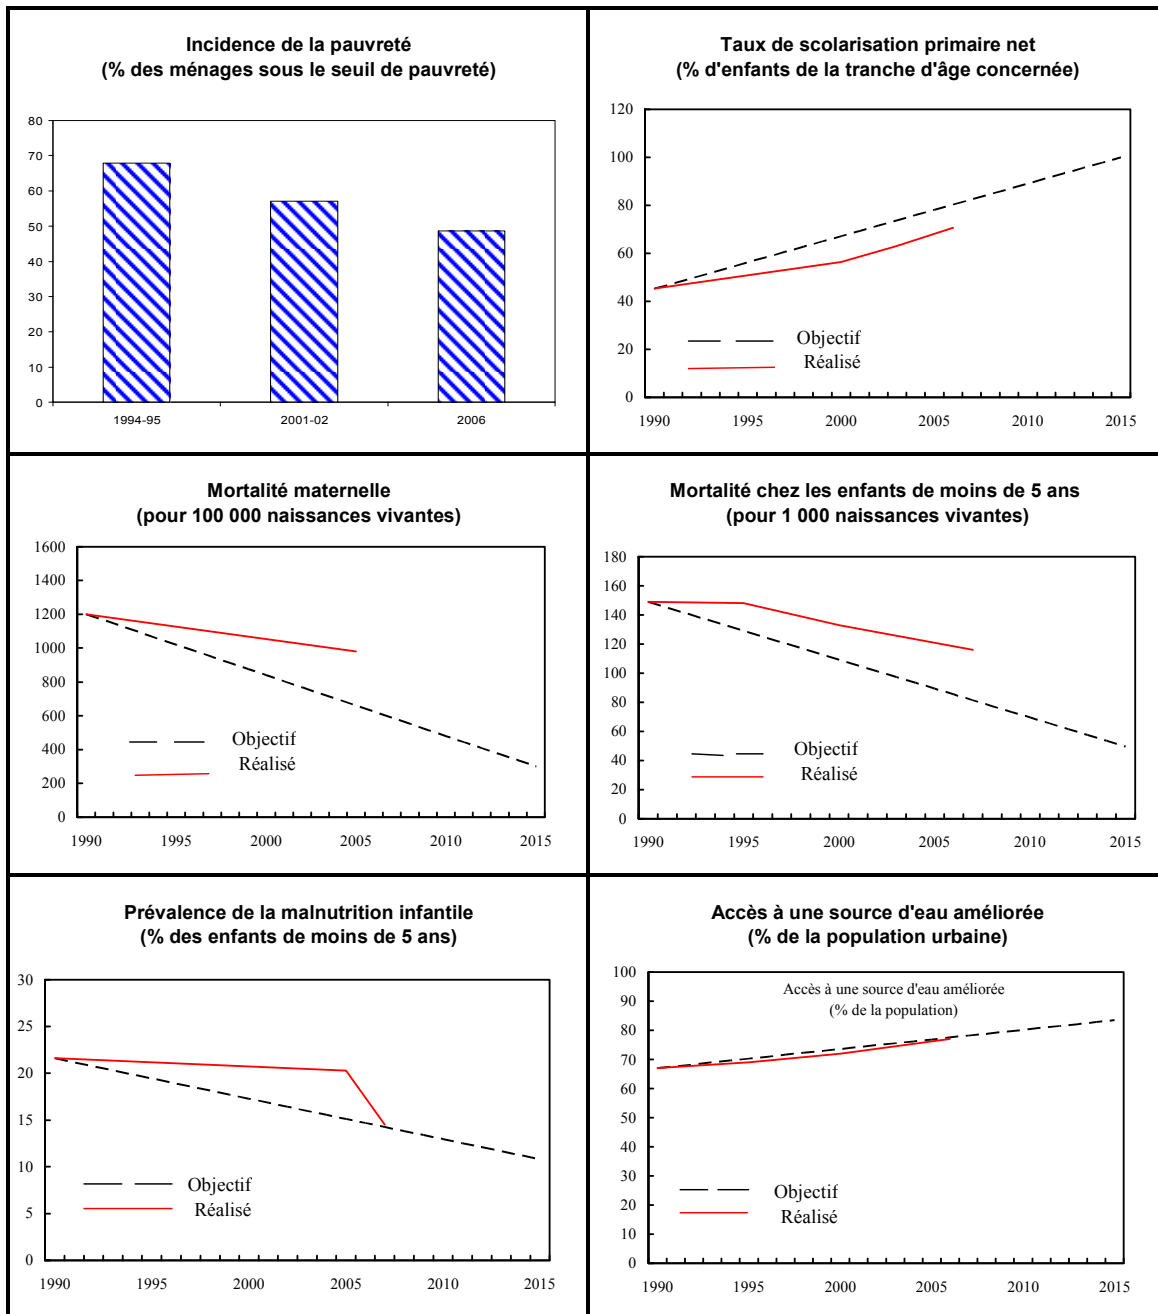 Incidence de la pauvreté
(% des ménages sous le seuil de pauvreté)
80
70
60
50
40
30
20
10
0
1994-95 2001-02 2006
Taux de scolarisation primaire net
(% d'enfants de la tranche d'âge concernée)
120
100
80
60
40
20
0
Objectif
Réalisé
1990 1995 2000 2005 2010 2015
Mortalité maternelle
(pour 100 000 naissances vivantes)
1600
1400
1200
1000
800
600
400
200
0
Objectif
Réalisé
1990 1995 2000 2005 2010 2015
Mortalité chez les enfants de moins de 5 ans
(pour 1 000 naissances vivantes)
180
160
140
120
100
80
60
40
20
0
Objectif
Réalisé
1990 1995 2000 2005 2010 2015
Prévalence de la malnutrition infantile
(% des enfants de moins de 5 ans)
30
25
20
15
10
5
0
Objectif
Réalisé
1990 1995 2000 2005 2010 2015
Accès à une source d'eau améliorée
(% de la population urbaine)
Accès à une source d'eau améliorée
(% de la population)
100
90
80
70
60
50
40
30
20
10
0
Objectif
Réalisé
1990 1995 2000 2005 2010 2015